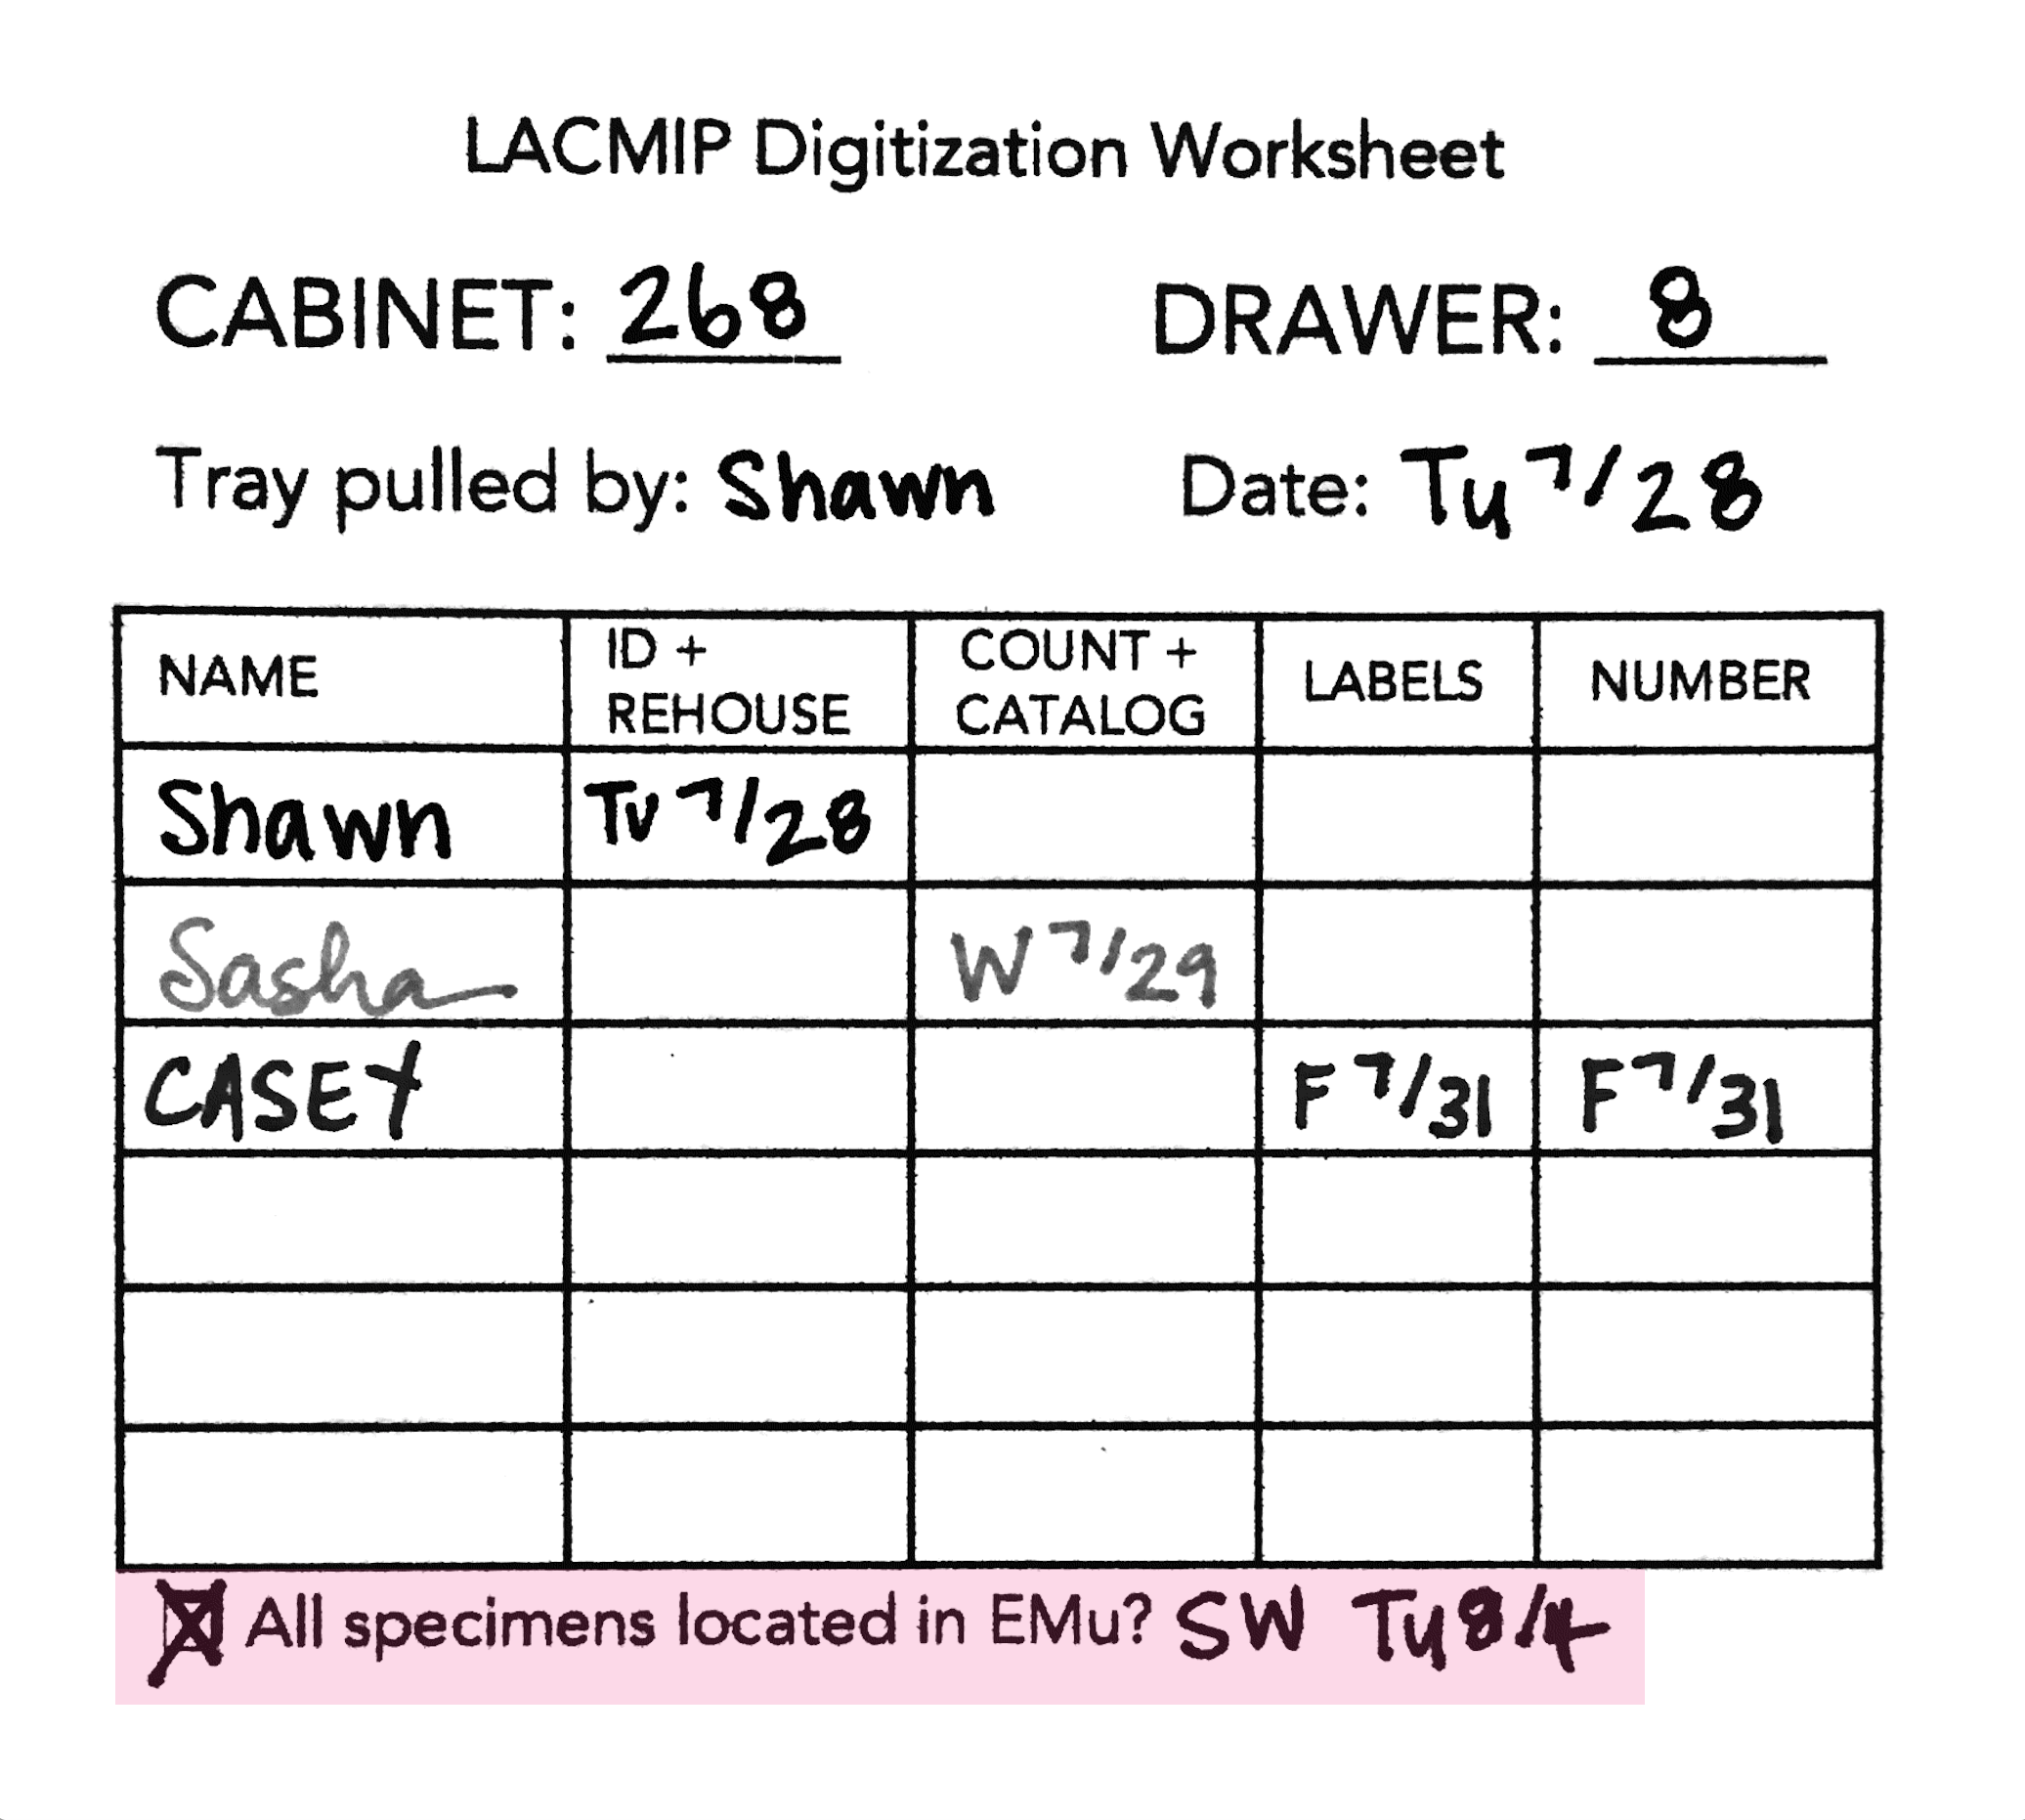 LACMIP Digitization Worksheet
CABINET: 268 DRAWER: 8
Tray pulled by: Shawn Date: Tu 7/28
NAME ID + REHOUSE COUNT + CATALOG LABELS NUMBER
Shawn Tu 7/28
Sasha W 7/29
CASEY F 7/31 F 7/31
All specimens located in EMu? SW Tu 8/4